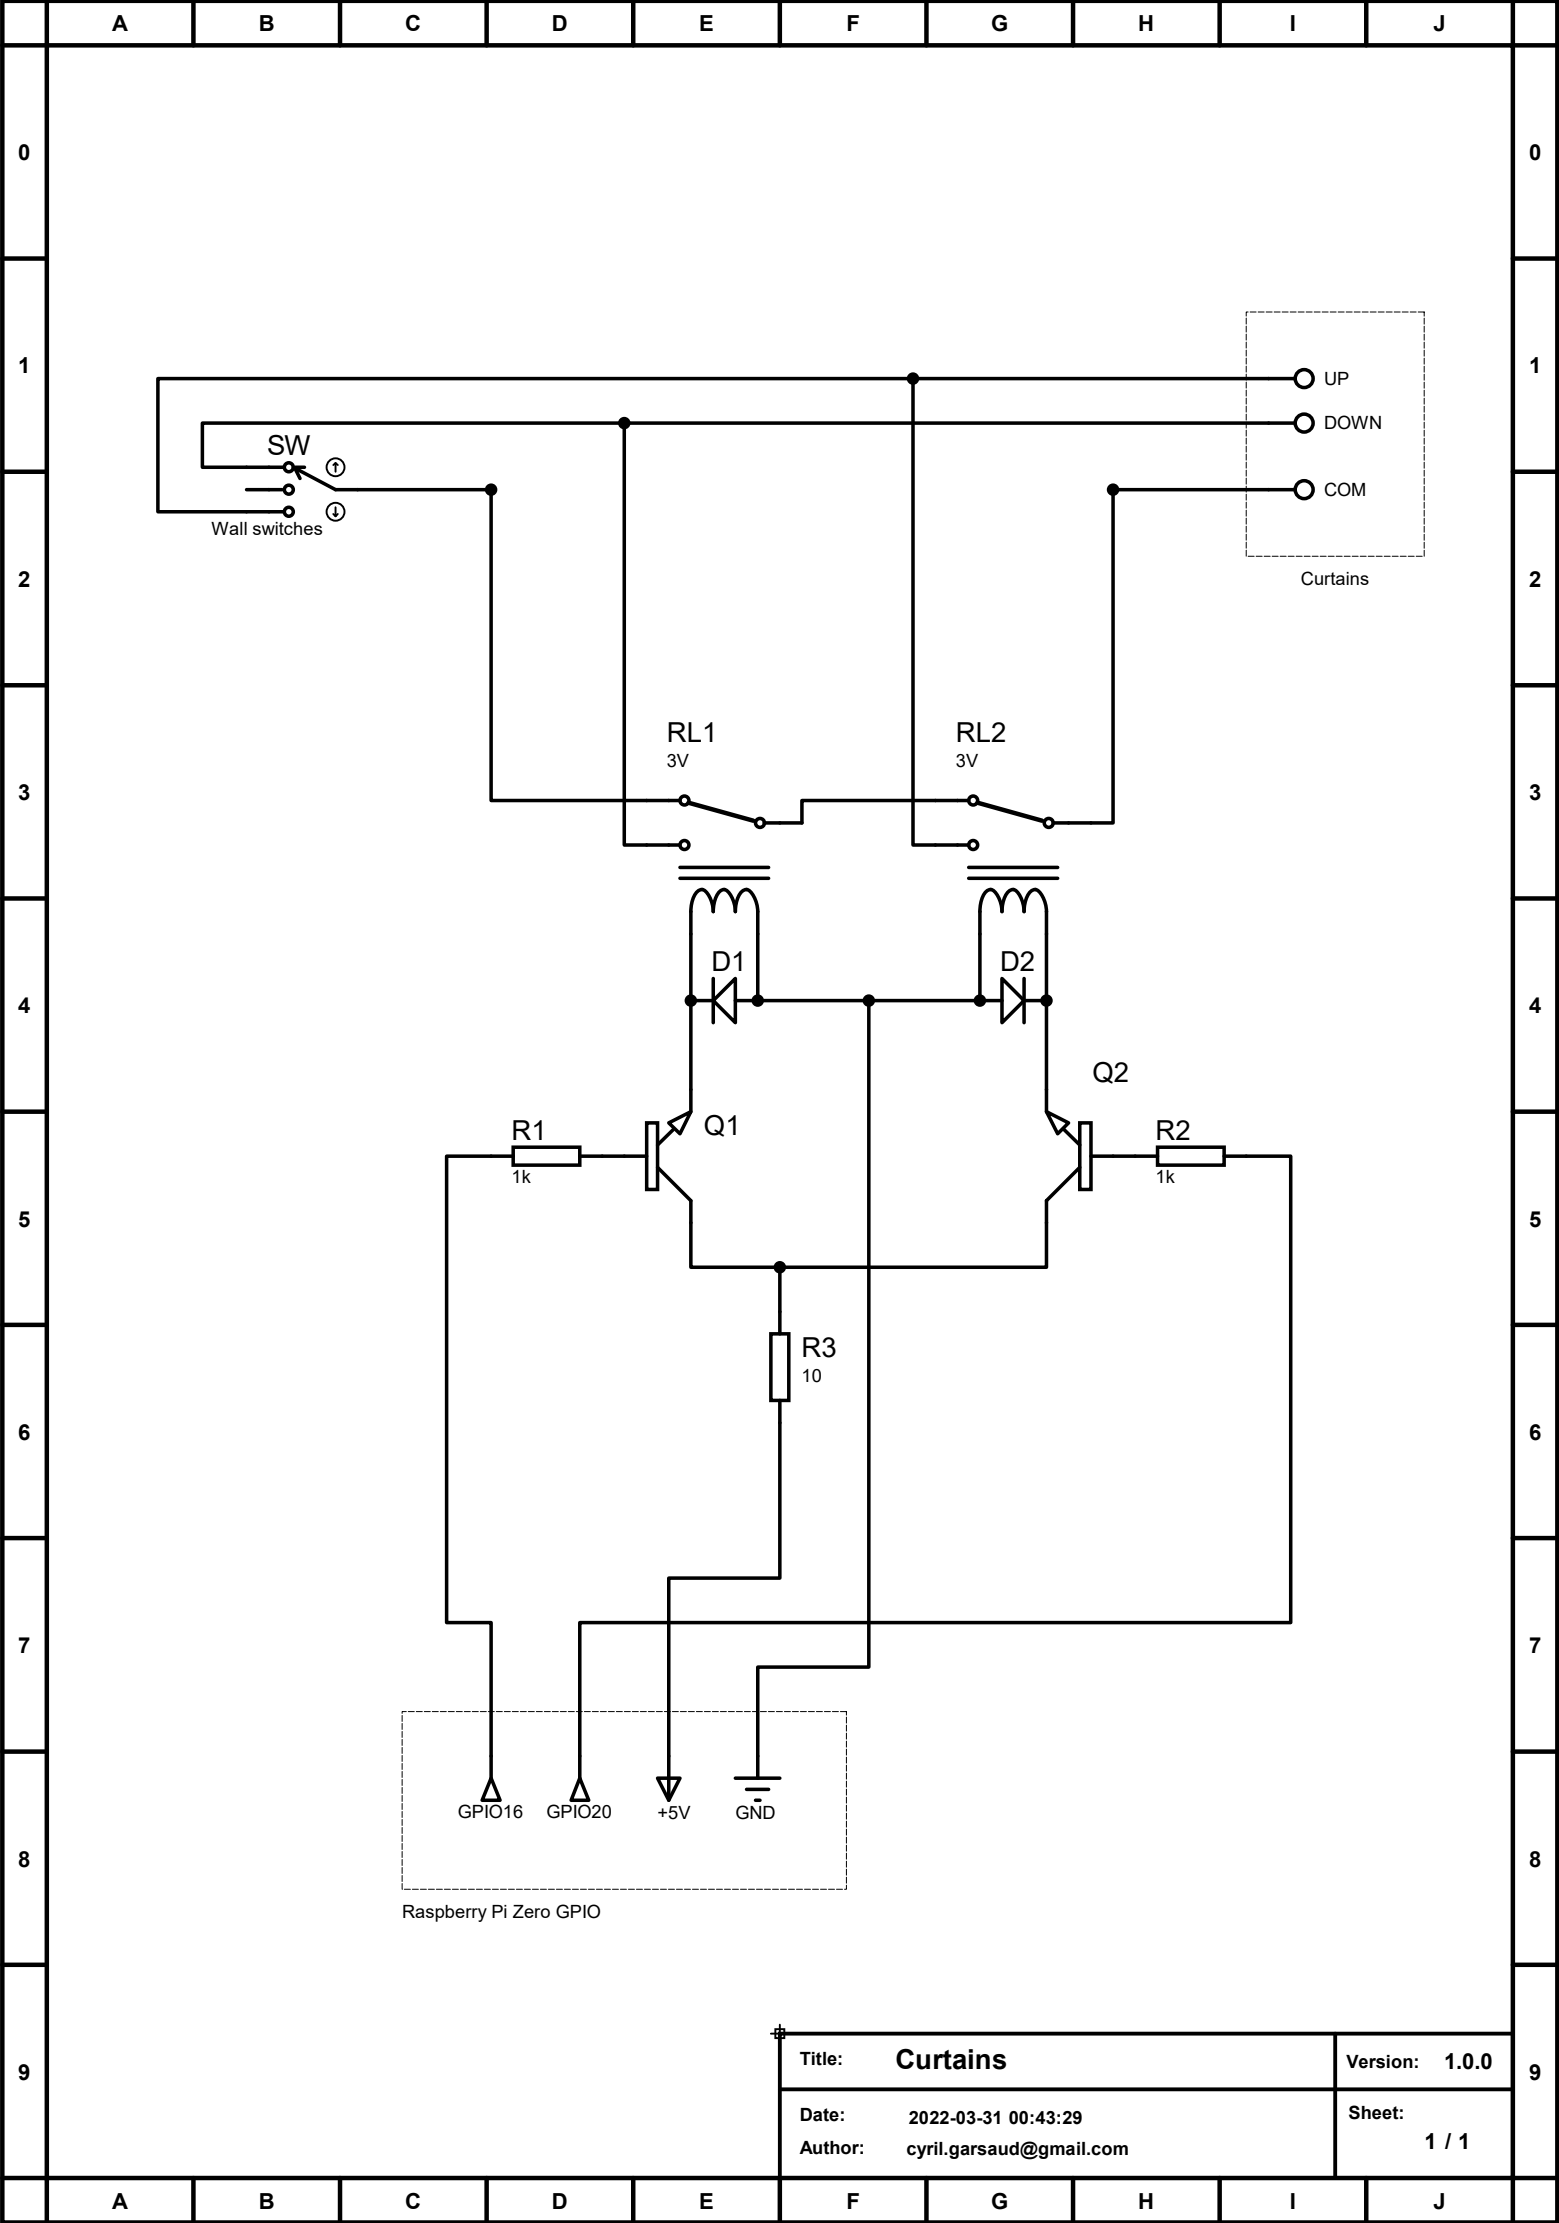 A B C D E F G H I J
0 0
1 1
UP
DOWN
SW
↑
COM
↓
Wall switches
2 2
Curtains
RL1 RL2
3V 3V
3 3
D1 D2
4 4
Q2
Q1
R1 R2
1k 1k
5 5
R3
10
6 6
7 7
GPIO16 GPIO20 +5V GND
8 8
Raspberry Pi Zero GPIO
9 9
Title: Curtains Version: 1.0.0
Date: 2022-03-31 00:43:29 Sheet:
1 / 1
Author: cyril.garsaud@gmail.com
A B C D E F G H I J